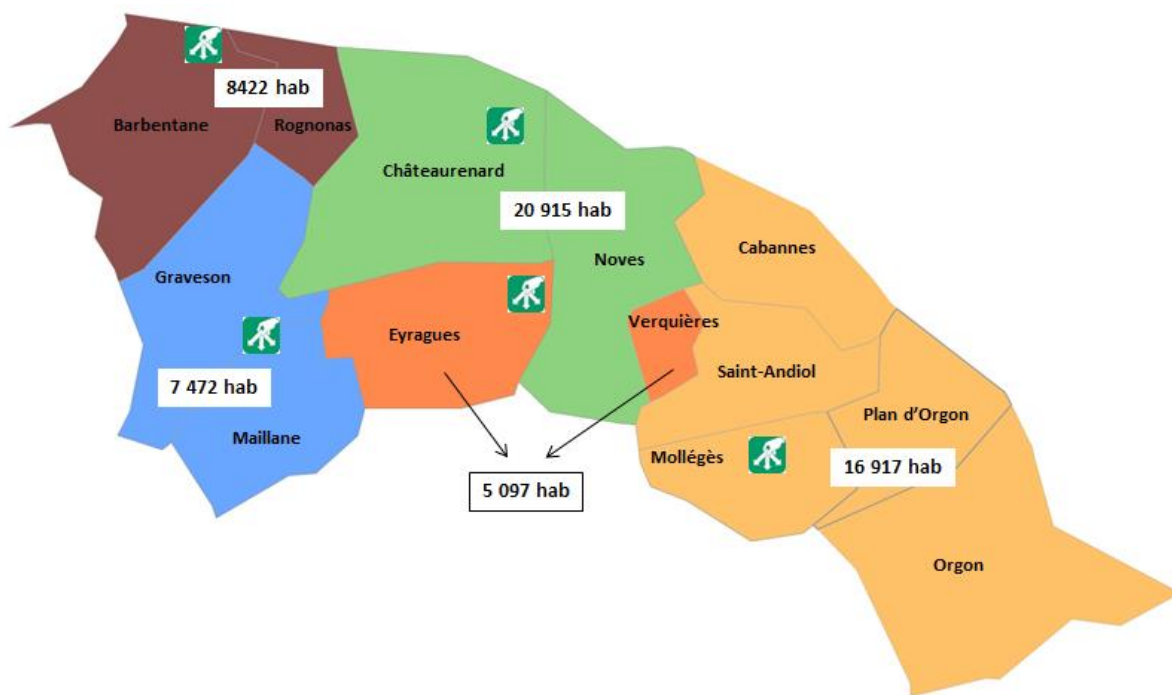 8422 hab
Barbentane
Rognonas
Châteaurenard
20 915 hab
Cabannes
Noves
Graveson
Verquières
Eyragues
Saint-Andiol
7 472 hab
Plan d'Orgon
Maillane
Mollégès
16 917 hab
5 097 hab
Orgon